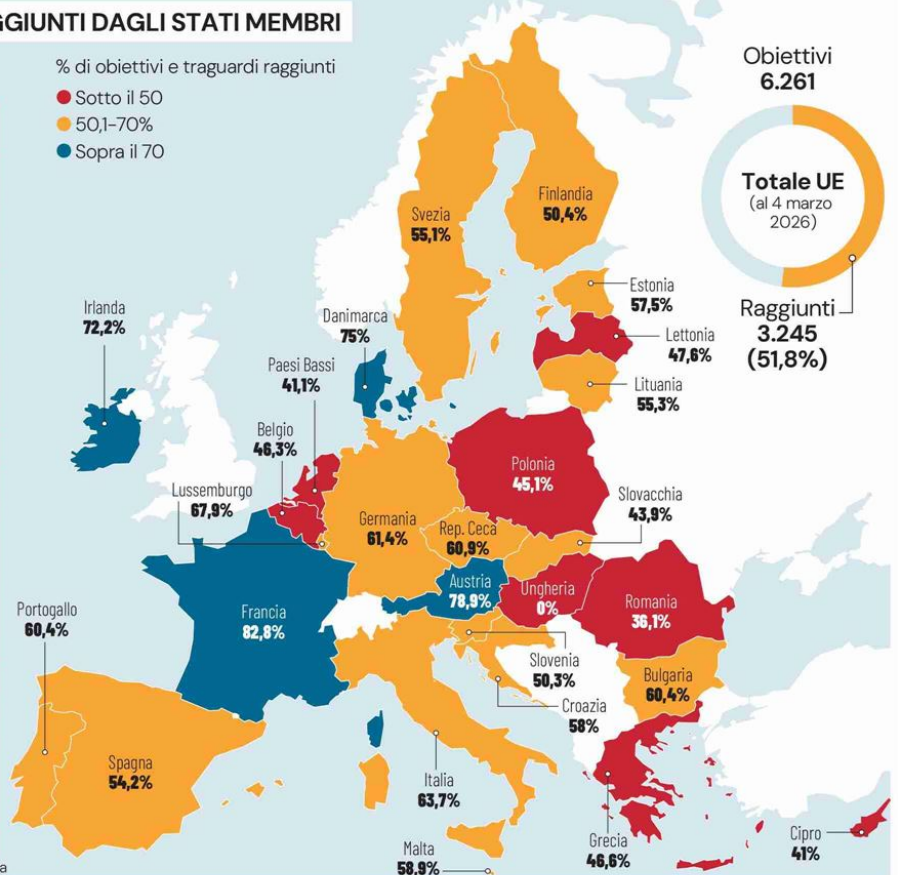 GGIUNTI DAGLI STATI MEMBRI
% di obiettivi e traguardi raggiunti
Sotto il 50
50,1-70%
Sopra il 70
Obiettivi
6.261
Totale UE
(al 4 marzo
2026)
Raggiunti
3.245
(51,8%)
Finlandia
50,4%
Svezia
55,1%
Estonia
57,5%
Lettonia
47,6%
Lituania
55,3%
Irlanda
72,2%
Danimarca
75%
Paesi Bassi
41,1%
Belgio
46,3%
Lussemburgo
67,9%
Germania
61,4%
Polonia
45,1%
Rep. Ceca
60,9%
Slovacchia
43,9%
Austria
78,9%
Ungheria
0%
Romania
36,1%
Francia
82,8%
Portogallo
60,4%
Spagna
54,2%
Slovenia
50,3%
Croazia
58%
Bulgaria
60,4%
Italia
63,7%
Malta
58,9%
Grecia
46,6%
Cipro
41%
a